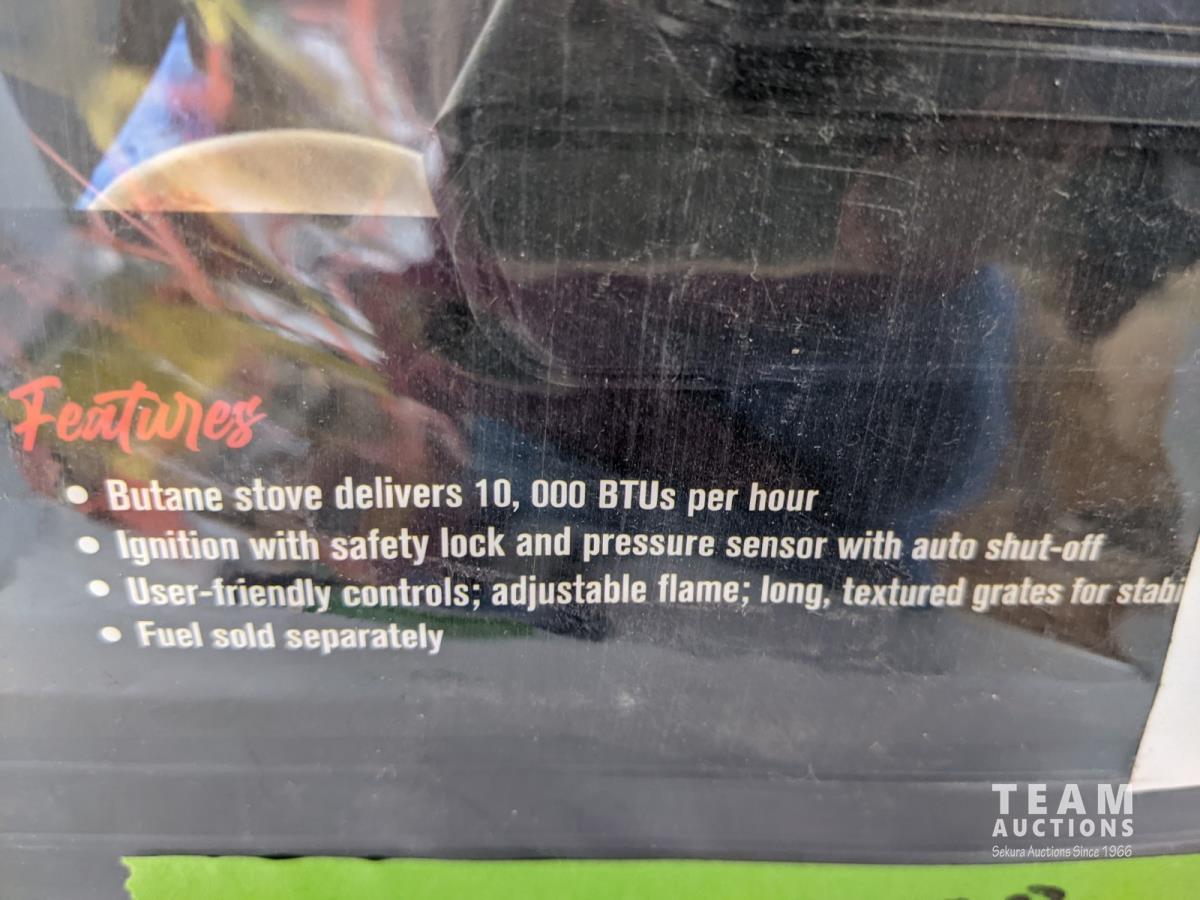 Features
• Butane stove delivers 10, 000 BTUs per hour
• Ignition with safety lock and pressure sensor with auto shut-off
• User-friendly controls; adjustable flame; long, textured grates for stabi
• Fuel sold separately
TEAM
AUCTIONS
Sekura Auctions Since 1966